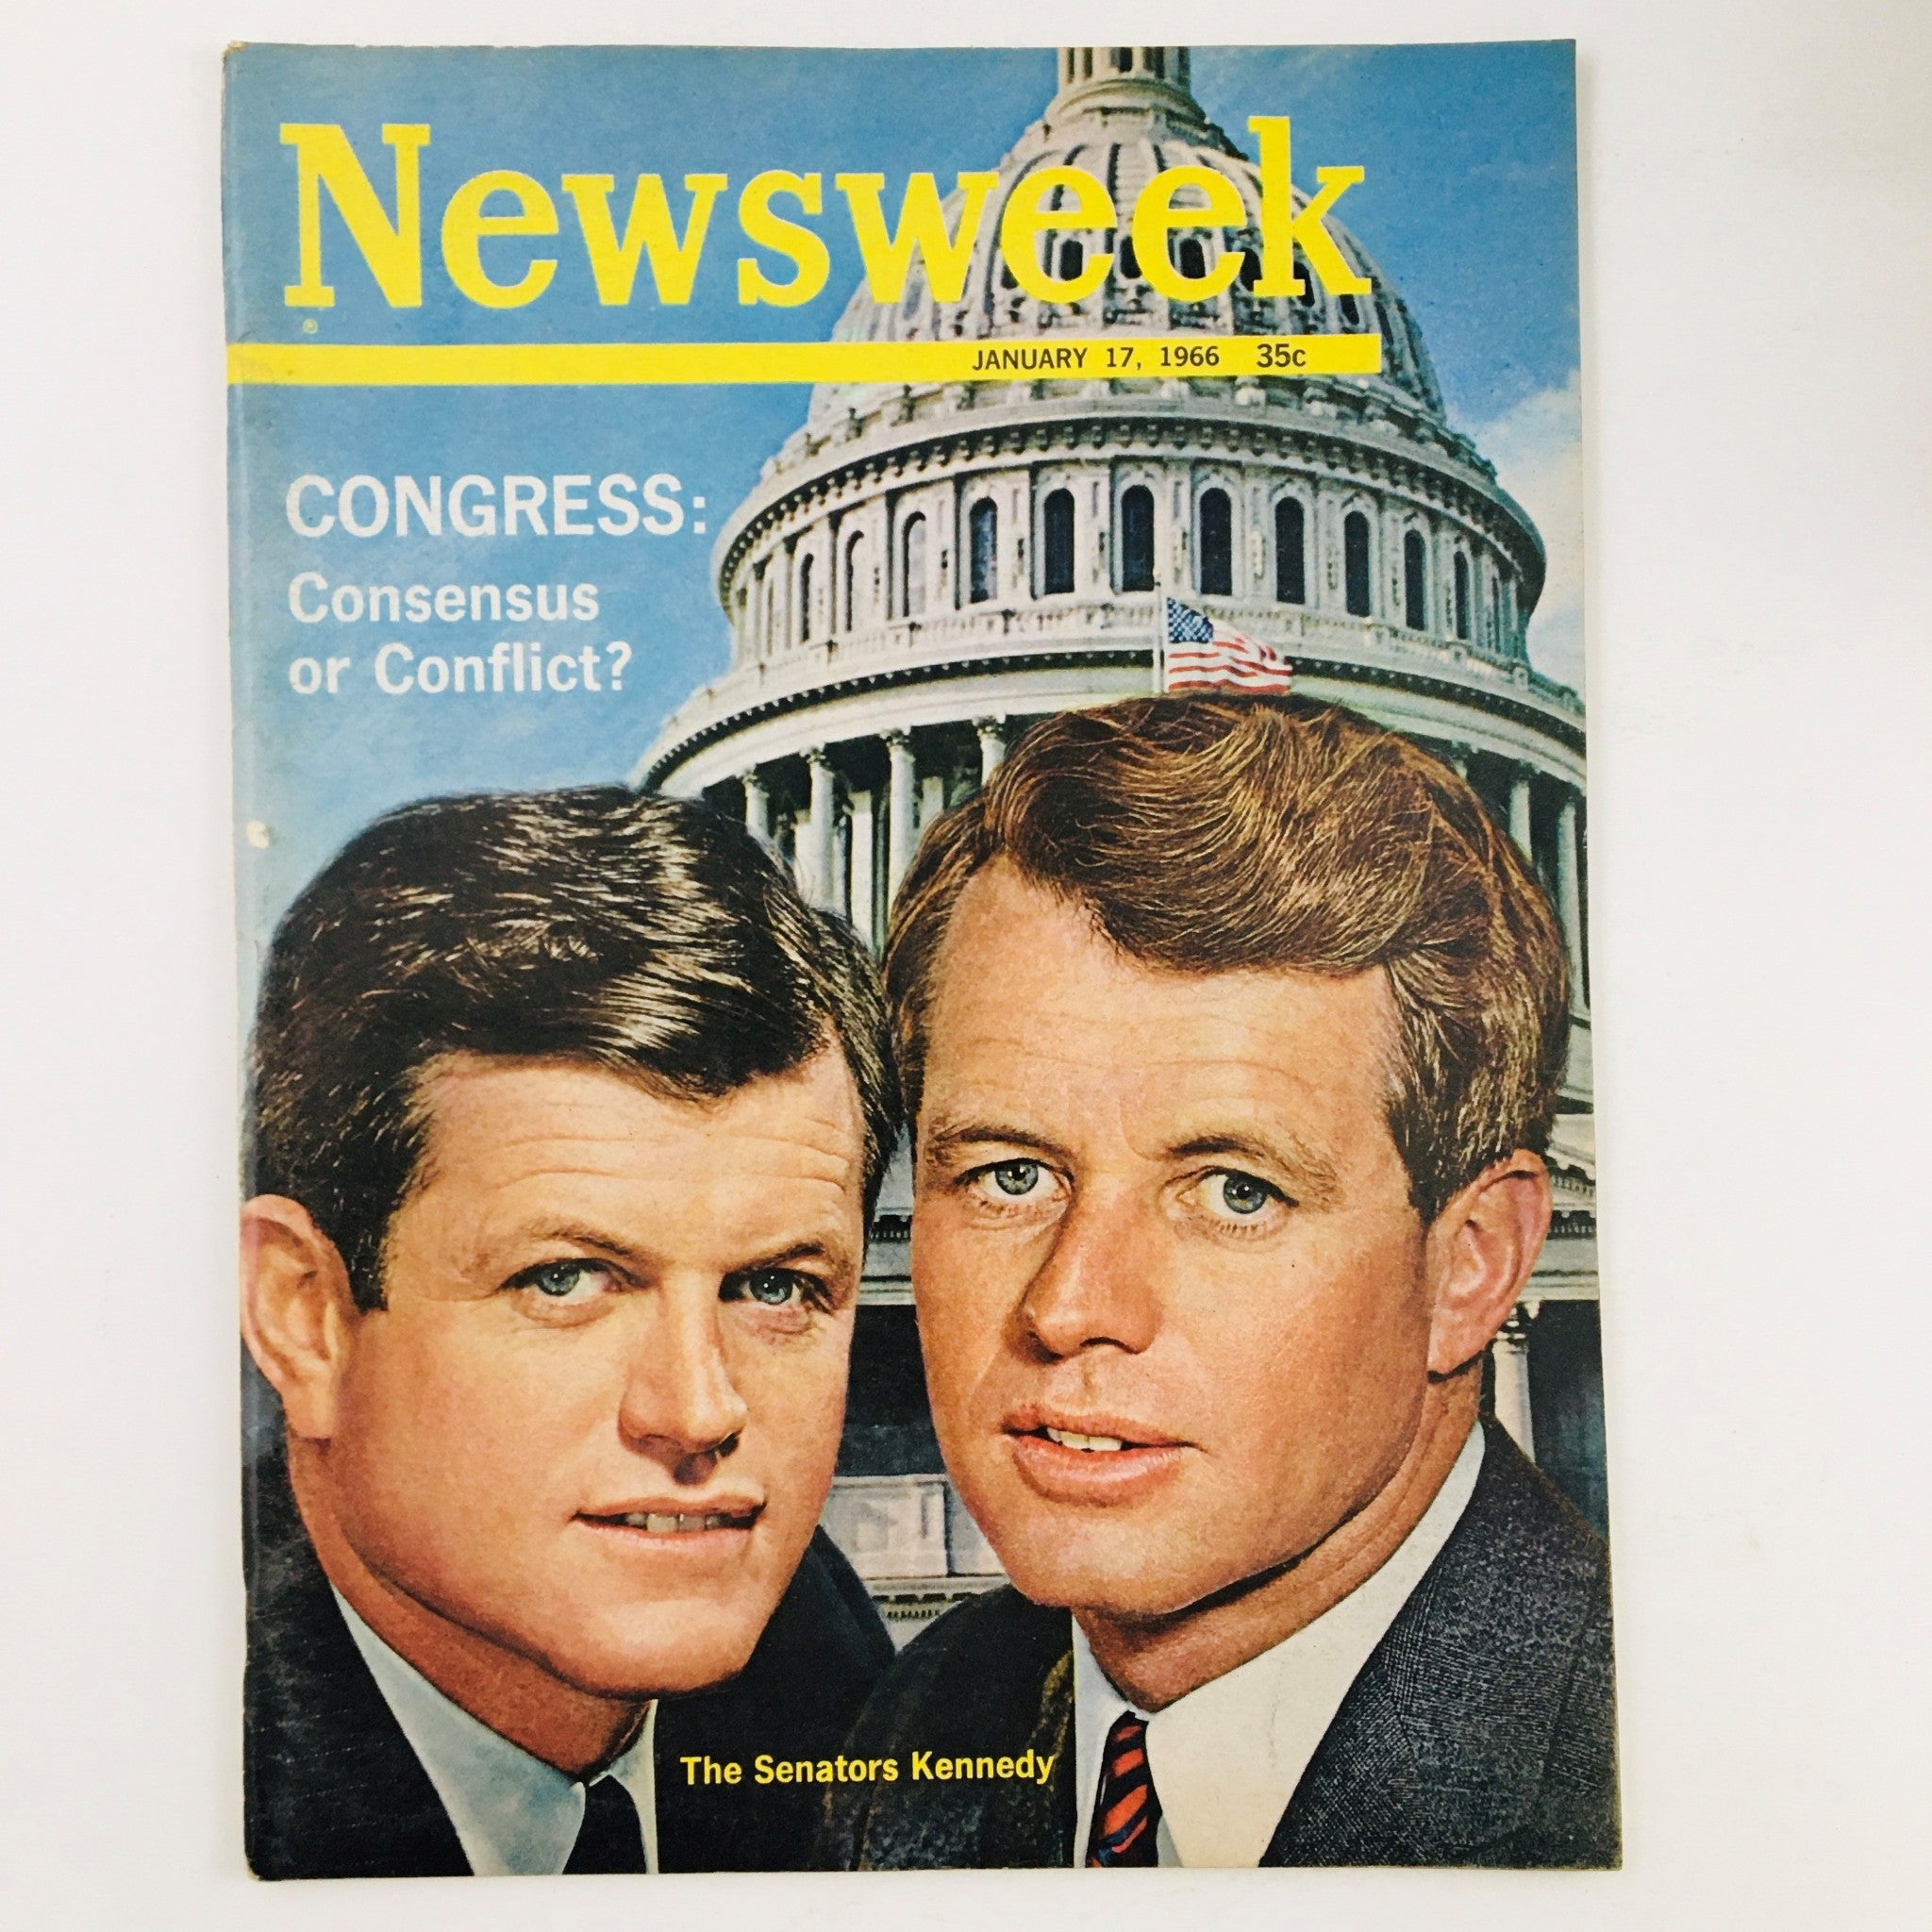 Newsweek
®
JANUARY 17, 1966 35c
CONGRESS:
Consensus
or Conflict?
The Senators Kennedy